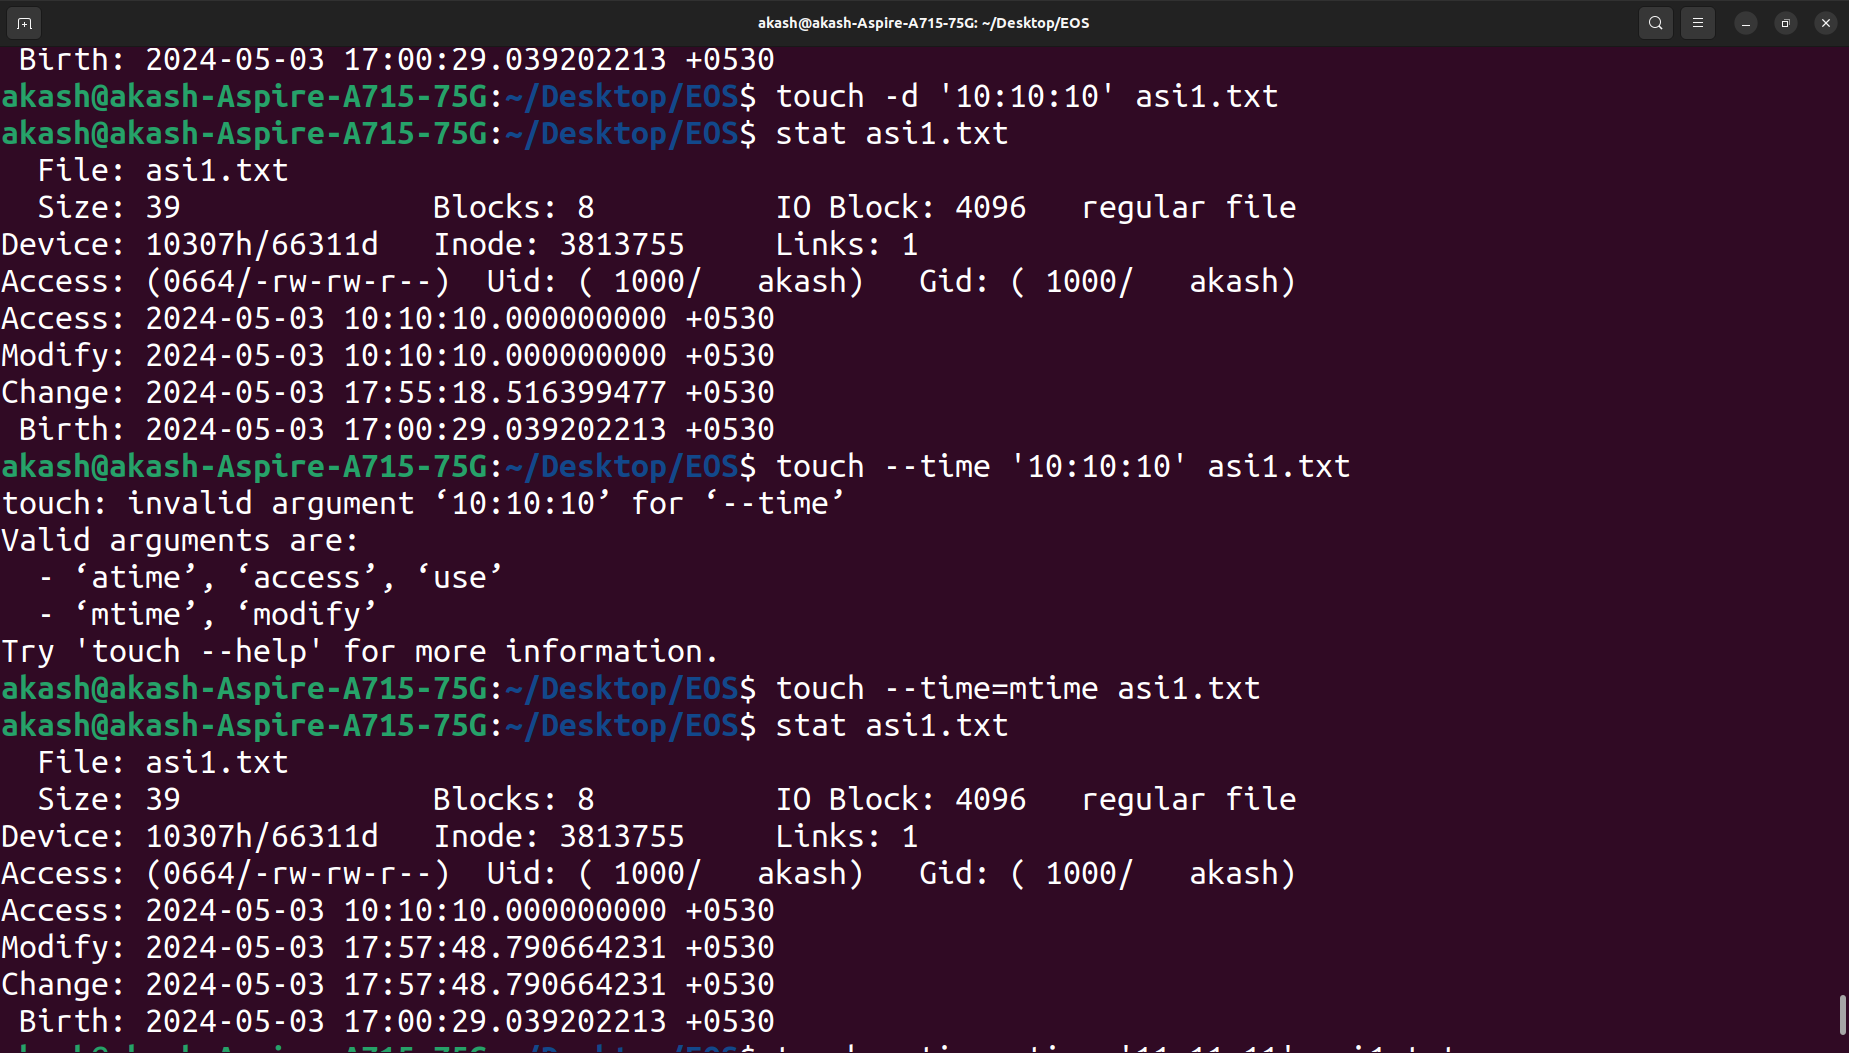 akash@akash-Aspire-A715-75G: ~/Desktop/EOS
 Birth: 2024-05-03 17:00:29.039202213 +0530
akash@akash-Aspire-A715-75G:~/Desktop/EOS$ touch -d '10:10:10' asi1.txt
akash@akash-Aspire-A715-75G:~/Desktop/EOS$ stat asi1.txt
  File: asi1.txt
  Size: 39              Blocks: 8          IO Block: 4096   regular file
Device: 10307h/66311d   Inode: 3813755     Links: 1
Access: (0664/-rw-rw-r--)  Uid: ( 1000/   akash)   Gid: ( 1000/   akash)
Access: 2024-05-03 10:10:10.000000000 +0530
Modify: 2024-05-03 10:10:10.000000000 +0530
Change: 2024-05-03 17:55:18.516399477 +0530
 Birth: 2024-05-03 17:00:29.039202213 +0530
akash@akash-Aspire-A715-75G:~/Desktop/EOS$ touch --time '10:10:10' asi1.txt
touch: invalid argument ‘10:10:10’ for ‘--time’
Valid arguments are:
  - ‘atime’, ‘access’, ‘use’
  - ‘mtime’, ‘modify’
Try 'touch --help' for more information.
akash@akash-Aspire-A715-75G:~/Desktop/EOS$ touch --time=mtime asi1.txt
akash@akash-Aspire-A715-75G:~/Desktop/EOS$ stat asi1.txt
  File: asi1.txt
  Size: 39              Blocks: 8          IO Block: 4096   regular file
Device: 10307h/66311d   Inode: 3813755     Links: 1
Access: (0664/-rw-rw-r--)  Uid: ( 1000/   akash)   Gid: ( 1000/   akash)
Access: 2024-05-03 10:10:10.000000000 +0530
Modify: 2024-05-03 17:57:48.790664231 +0530
Change: 2024-05-03 17:57:48.790664231 +0530
 Birth: 2024-05-03 17:00:29.039202213 +0530